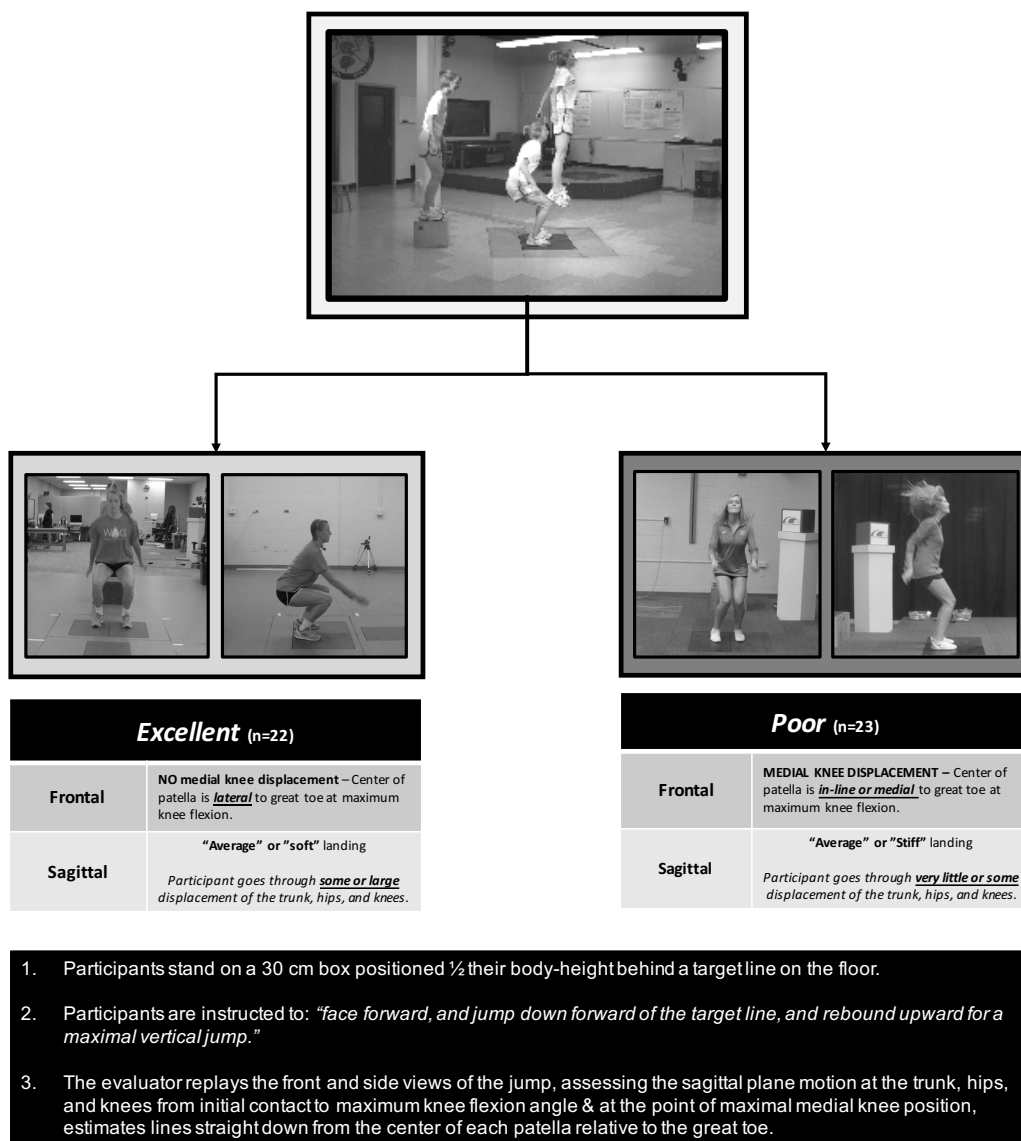 WAG
Excellent (n=22)
Frontal
NO medial knee displacement – Center of
patella is lateral to great toe at maximum
knee flexion.
Sagittal
“Average” or ”soft” landing
Participant goes through some or large
displacement of the trunk, hips, and knees.
Poor (n=23)
Frontal
MEDIAL KNEE DISPLACEMENT – Center of
patella is in-line or medial to great toe at
maximum knee flexion.
Sagittal
“Average” or ”Stiff” landing
Participant goes through very little or some
displacement of the trunk, hips, and knees.
1. Participants stand on a 30 cm box positioned ½ their body-height behind a target line on the floor.
2. Participants are instructed to: “face forward, and jump down forward of the target line, and rebound upward for a
maximal vertical jump.”
3. The evaluator replays the front and side views of the jump, assessing the sagittal plane motion at the trunk, hips,
and knees from initial contact to maximum knee flexion angle & at the point of maximal medial knee position,
estimates lines straight down from the center of each patella relative to the great toe.